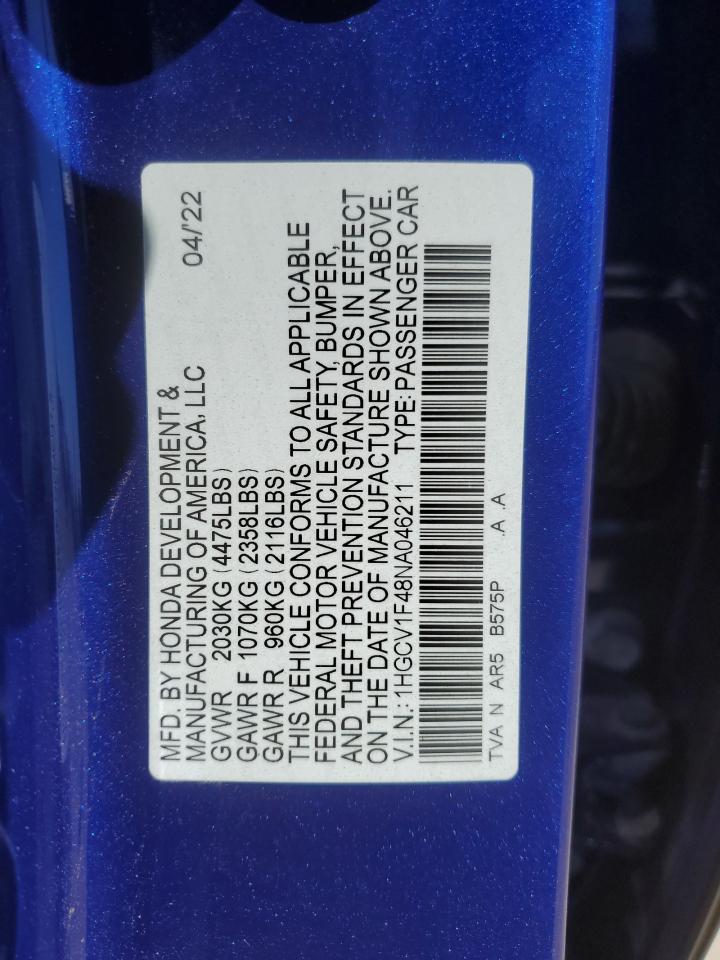 MFD. BY HONDA DEVELOPMENT &
MANUFACTURING OF AMERICA, LLC 04/'22
GVWR 2030KG (4475LBS)
GAWR F 1070KG (2358LBS)
GAWR R 960KG (2116LBS)
THIS VEHICLE CONFORMS TO ALL APPLICABLE
FEDERAL MOTOR VEHICLE SAFETY, BUMPER,
AND THEFT PREVENTION STANDARDS IN EFFECT
ON THE DATE OF MANUFACTURE SHOWN ABOVE.
V.I.N.: 1HGCV1F48NA046211 TYPE: PASSENGER CAR
TVA N AR5 B575P A .A